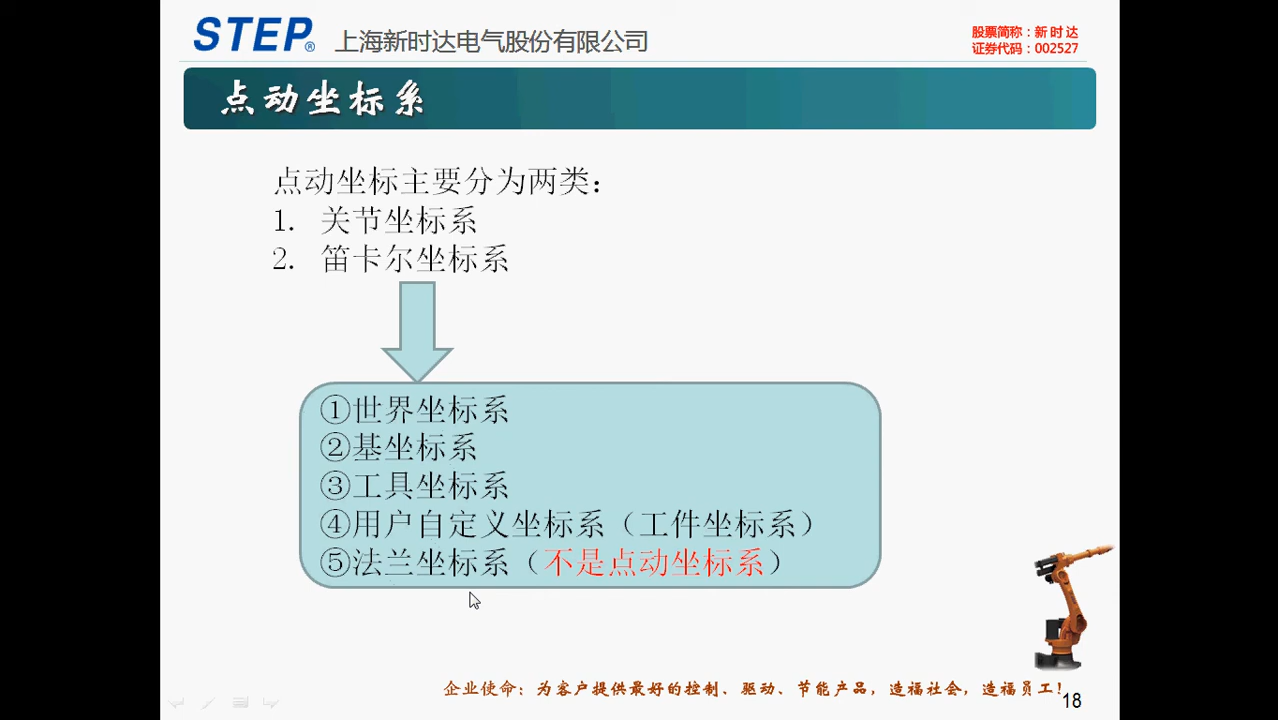 STEP® 上海新时达电气股份有限公司
股票简称：新 时 达
证券代码：002527
点动坐标系
点动坐标主要分为两类：
1. 关节坐标系
2. 笛卡尔坐标系
①世界坐标系
②基坐标系
③工具坐标系
④用户自定义坐标系（工件坐标系）
⑤法兰坐标系（不是点动坐标系）
企业使命：为客户提供最好的控制、驱动、节能产品，造福社会，造福员工！
18